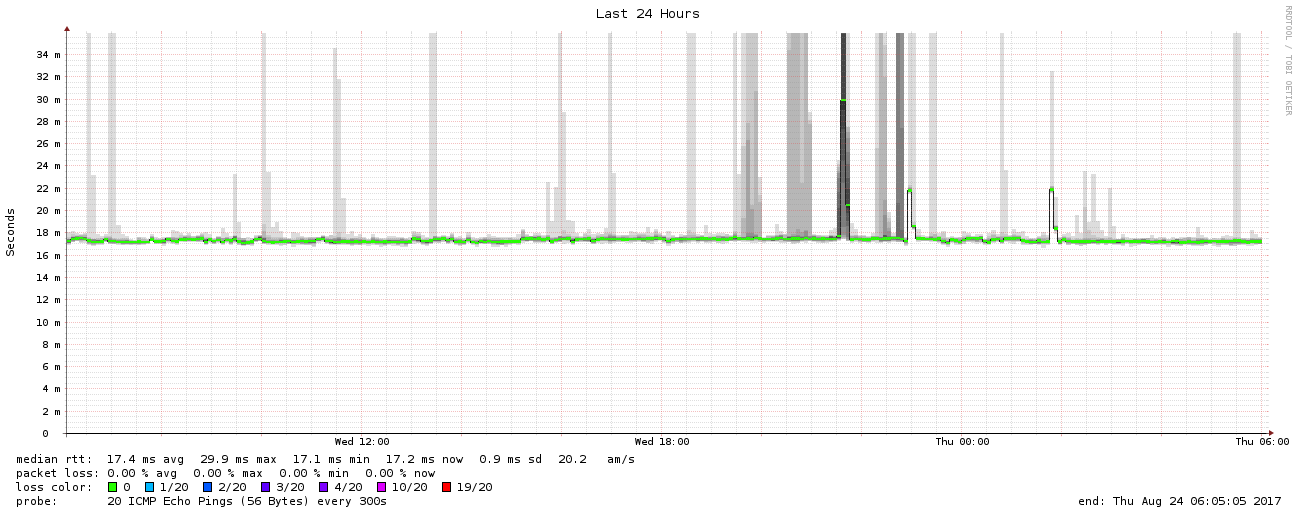 Last 24 Hours
RRDTOOL / TOBI OETIKER
Seconds
34 m
32 m
30 m
28 m
26 m
24 m
22 m
20 m
18 m
16 m
14 m
12 m
10 m
8 m
6 m
4 m
2 m
0
Wed 12:00 Wed 18:00 Thu 00:00 Thu 06:00
median rtt: 17.4 ms avg 29.9 ms max 17.1 ms min 17.2 ms now 0.9 ms sd 20.2 am/s
packet loss: 0.00 % avg 0.00 % max 0.00 % min 0.00 % now
loss color: 0 1/20 2/20 3/20 4/20 10/20 19/20
probe: 20 ICMP Echo Pings (56 Bytes) every 300s end: Thu Aug 24 06:05:05 2017